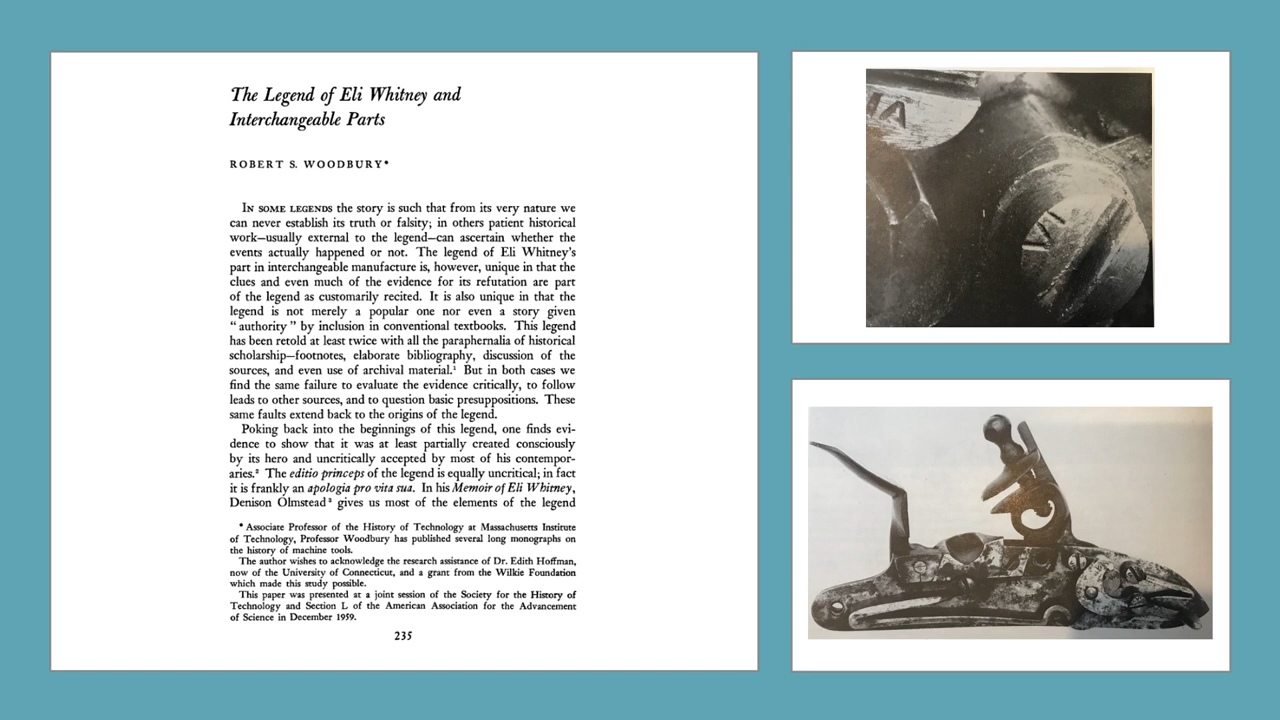 The Legend of Eli Whitney and
Interchangeable Parts
ROBERT S. WOODBURY*
IN SOME LEGENDS the story is such that from its very nature we
can never establish its truth or falsity; in others patient historical
work—usually external to the legend—can ascertain whether the
events actually happened or not. The legend of Eli Whitney's
part in interchangeable manufacture is, however, unique in that the
clues and even much of the evidence for its refutation are part
of the legend as customarily recited. It is also unique in that the
legend is not merely a popular one nor even a story given
" authority " by inclusion in conventional textbooks. This legend
has been retold at least twice with all the paraphernalia of historical
scholarship—footnotes, elaborate bibliography, discussion of the
sources, and even use of archival material.¹ But in both cases we
find the same failure to evaluate the evidence critically, to follow
leads to other sources, and to question basic presuppositions. These
same faults extend back to the origins of the legend.
Poking back into the beginnings of this legend, one finds evi-
dence to show that it was at least partially created consciously
by its hero and uncritically accepted by most of his contempor-
aries.² The editio princeps of the legend is equally uncritical; in fact
it is frankly an apologia pro vita sua. In his Memoir of Eli Whitney,
Denison Olmstead³ gives us most of the elements of the legend
* Associate Professor of the History of Technology at Massachusetts Institute
of Technology, Professor Woodbury has published several long monographs on
the history of machine tools.
The author wishes to acknowledge the research assistance of Dr. Edith Hoffman,
now of the University of Connecticut, and a grant from the Wilkie Foundation
which made this study possible.
This paper was presented at a joint session of the Society for the History of
Technology and Section L of the American Association for the Advancement
of Science in December 1959.
235